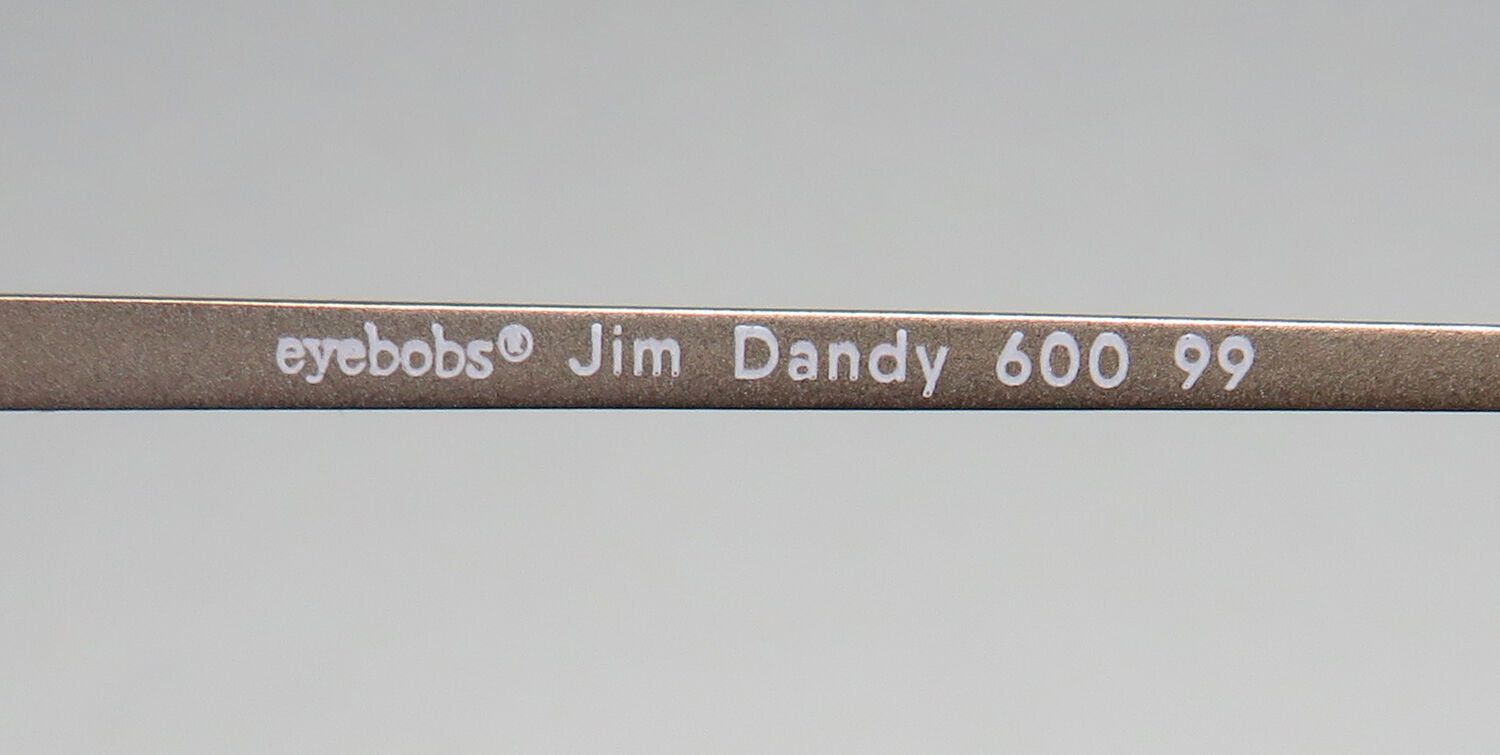 eyebobs® Jim Dandy 600 99